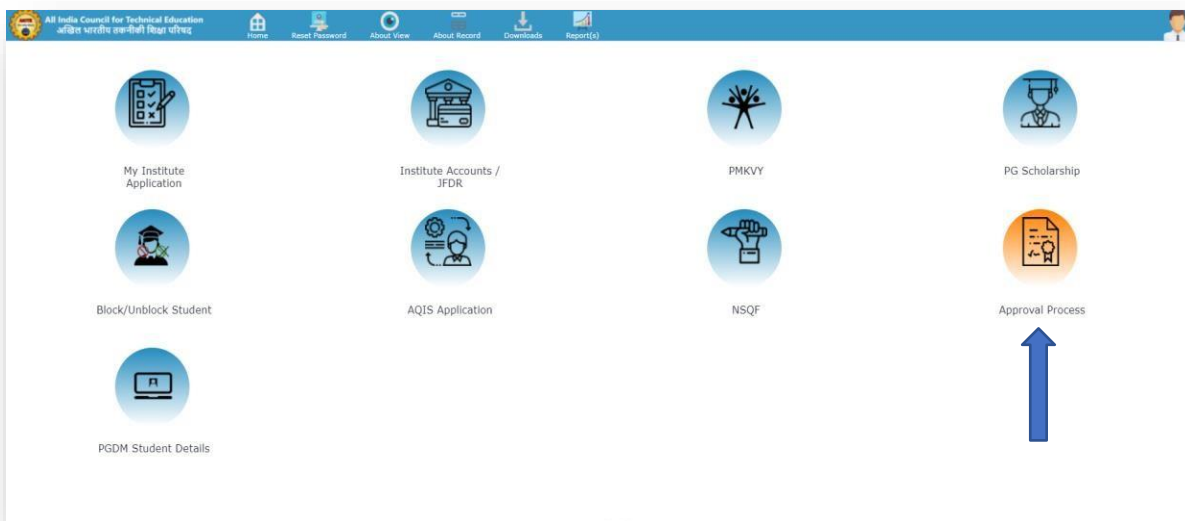 All India Council for Technical Education
अखिल भारतीय तकनीकी शिक्षा परिषद
Home
Reset Password
About View
About Record
Downloads
Report(s)
My Institute
Application
Institute Accounts /
JFDR
PMKVY
PG Scholarship
Block/Unblock Student
AQIS Application
NSQF
Approval Process
PGDM Student Details